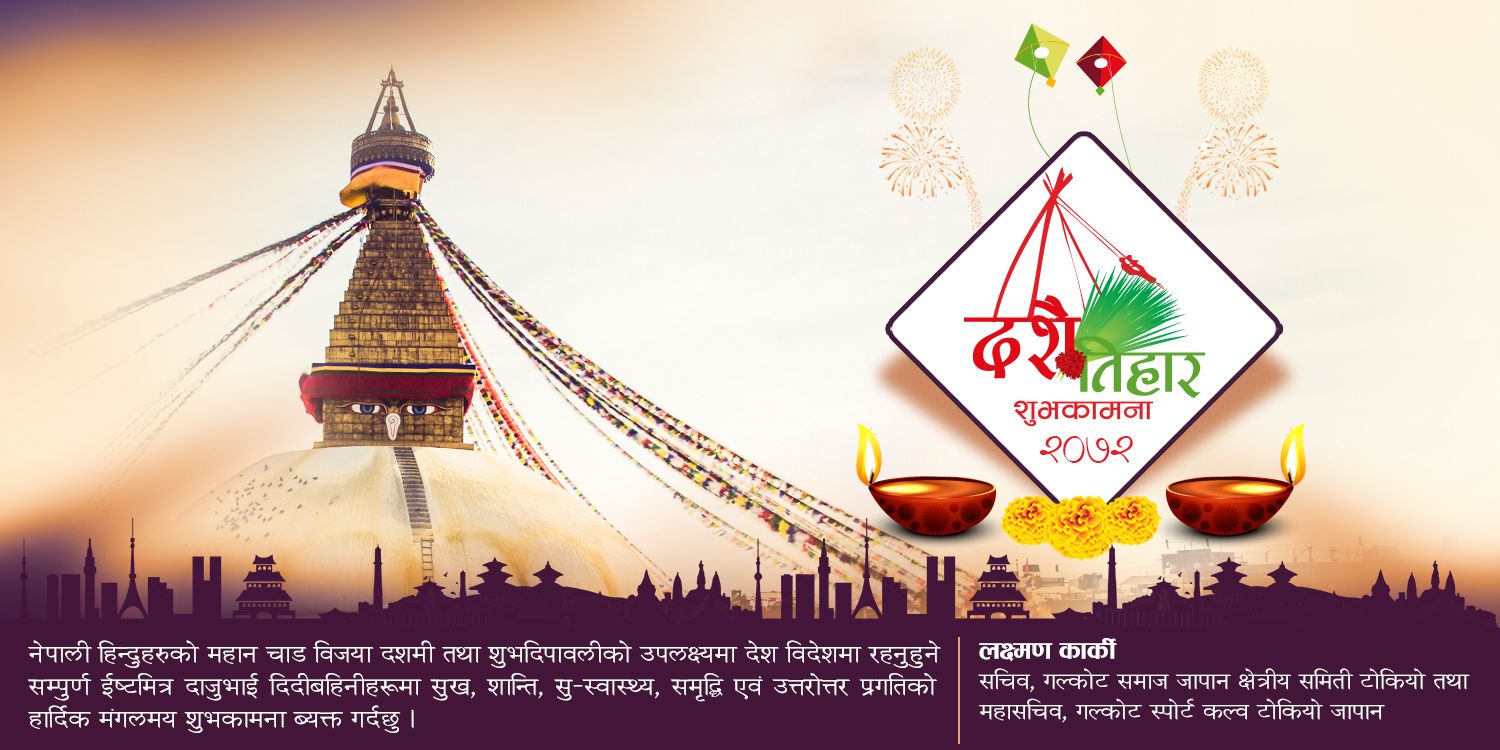 दशैं
तिहार
शुभकामना
२०७२
नेपाली हिन्दुहरुको महान चाड विजया दशमी तथा शुभदिपावलीको उपलक्ष्यमा देश विदेशमा रहनुहुने
सम्पुर्ण ईष्टमित्र दाजुभाई दिदीबहिनीहरूमा सुख, शान्ति, सु-स्वास्थ्य, समृद्धि एवं उत्तरोत्तर प्रगतिको
हार्दिक मंगलमय शुभकामना ब्यक्त गर्दछु ।
लक्ष्मण कार्की
सचिव, गल्कोट समाज जापान क्षेत्रीय समिती टोकियो तथा
महासचिव, गल्कोट स्पोर्ट कल्व टोकियो जापान